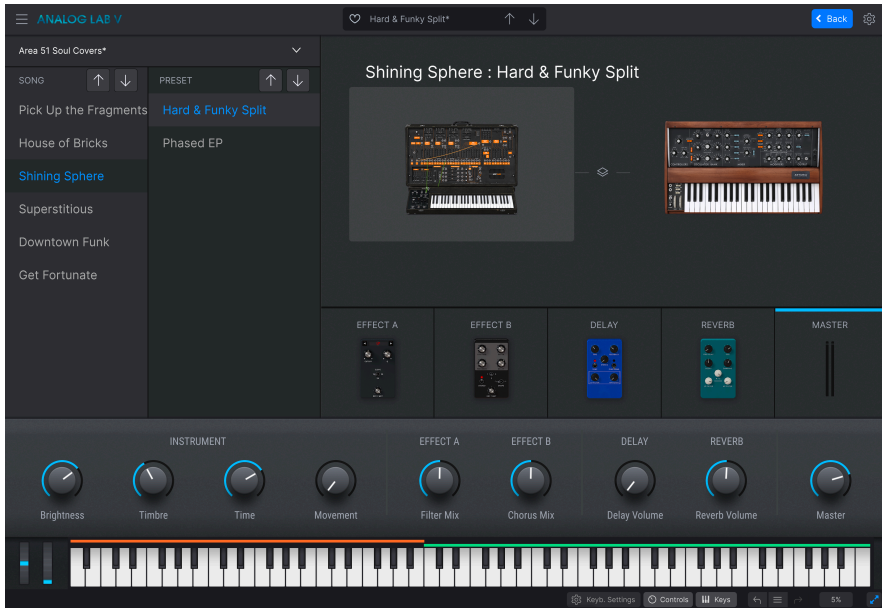 ANALOG LAB V
Hard & Funky Split*
Back
Area 51 Soul Covers*
SONG
PRESET
Pick Up the Fragments
Hard & Funky Split
House of Bricks
Phased EP
Shining Sphere
Superstitious
Downtown Funk
Get Fortunate
Shining Sphere : Hard & Funky Split
EFFECT A
EFFECT B
DELAY
REVERB
MASTER
INSTRUMENT
EFFECT A
EFFECT B
DELAY
REVERB
Brightness
Timbre
Time
Movement
Filter Mix
Chorus Mix
Delay Volume
Reverb Volume
Master
Keyb. Settings
Controls
Keys
5%